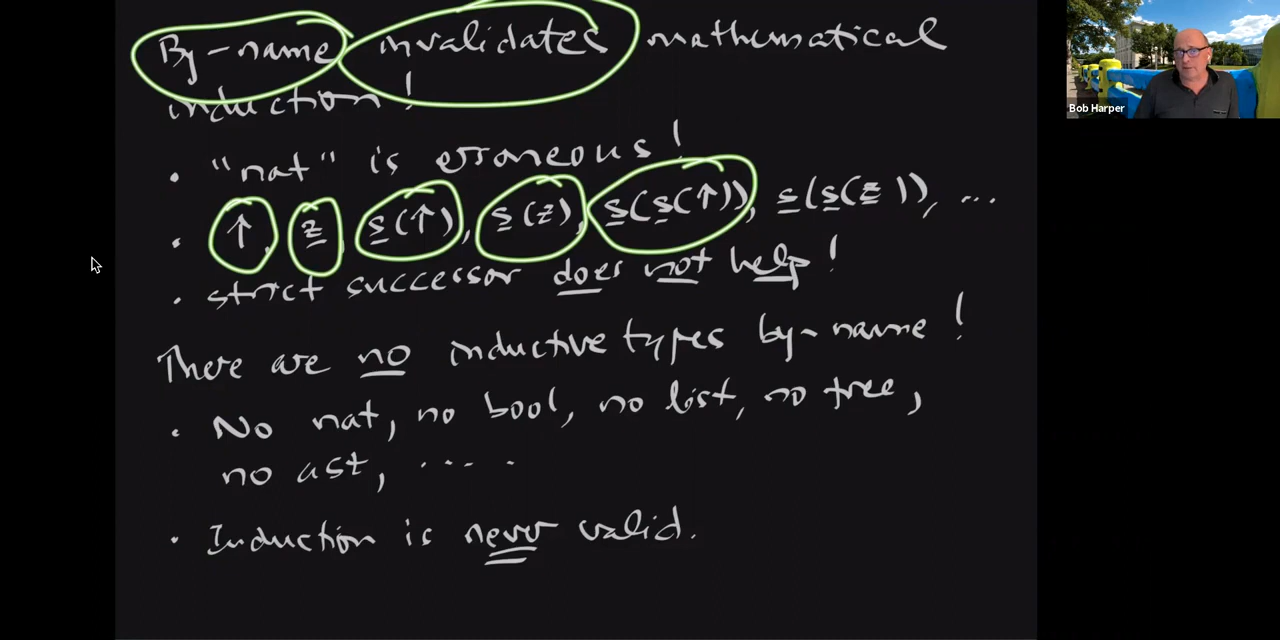 By-name invalidates mathematical
induction!
Bob Harper
• "nat" is erroneous!
• ↑, z, s(↑), s(z), s(s(↑)), s(s(z)), ...
• strict successor does not help!
There are no inductive types by-name!
• No nat, no bool, no list, no tree,
no ast, ....
• Induction is never valid.